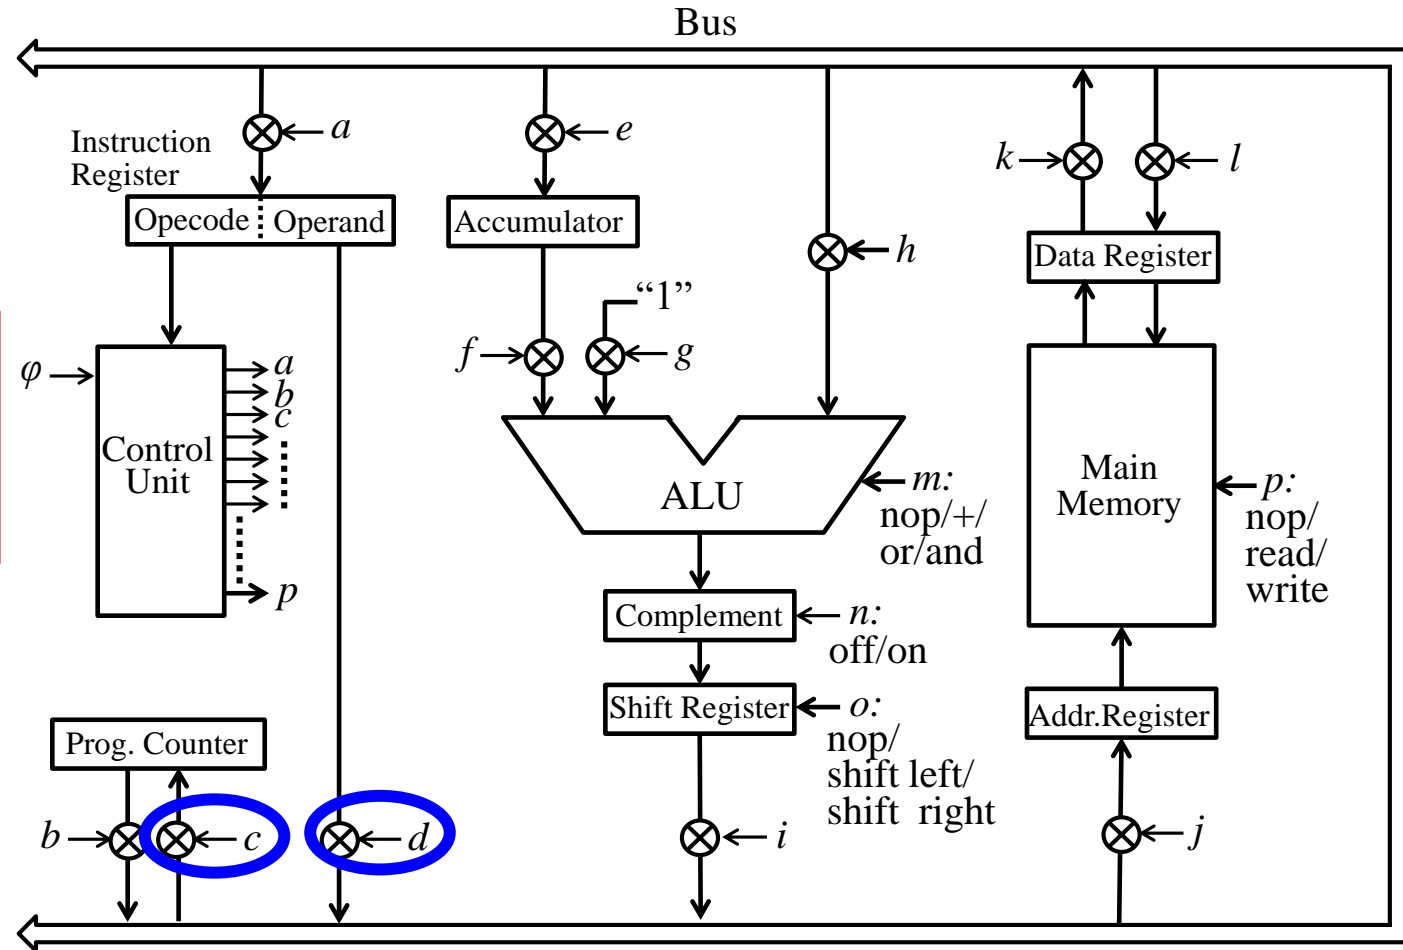 Bus
Instruction
Register
a
e
k
l
Opecode
Operand
Accumulator
h
Data Register
“1”
f
g
φ
a
b
c
Control
Unit
p
ALU
m:
nop/+/
or/and
Main
Memory
p:
nop/
read/
write
Complement
n:
off/on
Shift Register
o:
nop/
shift left/
shift right
Addr.Register
Prog. Counter
b
c
d
i
j